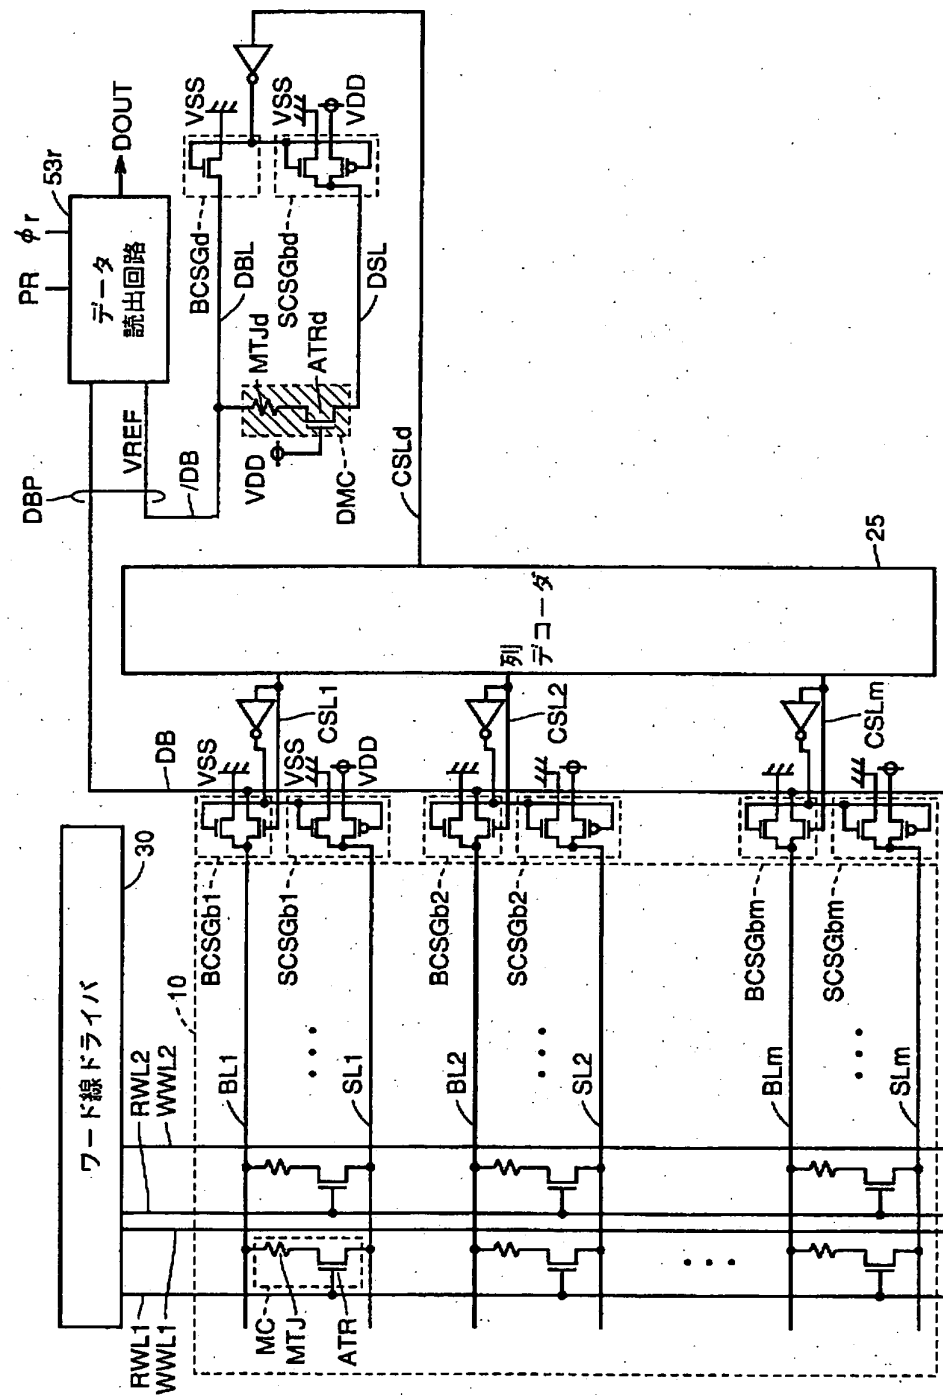 ワード線ドライバ
30
RWL1
WWL1
RWL2
WWL2
10
MC
MTJ
ATR
BL1
SL1
BL2
SL2
BLm
SLm
BCSGb1
SCSGb1
BCSGb2
SCSGb2
BCSGbm
SCSGbm
VSS
VSS
VDD
DB
CSL1
CSL2
CSLm
列
デコーダ
25
CSLd
DBP
VREF
/DB
PR
φr
53r
データ
読出回路
DOUT
VDD
DMC
MTJd
ATRd
DBL
DSL
BCSGd
SCSGbd
VSS
VSS
VDD